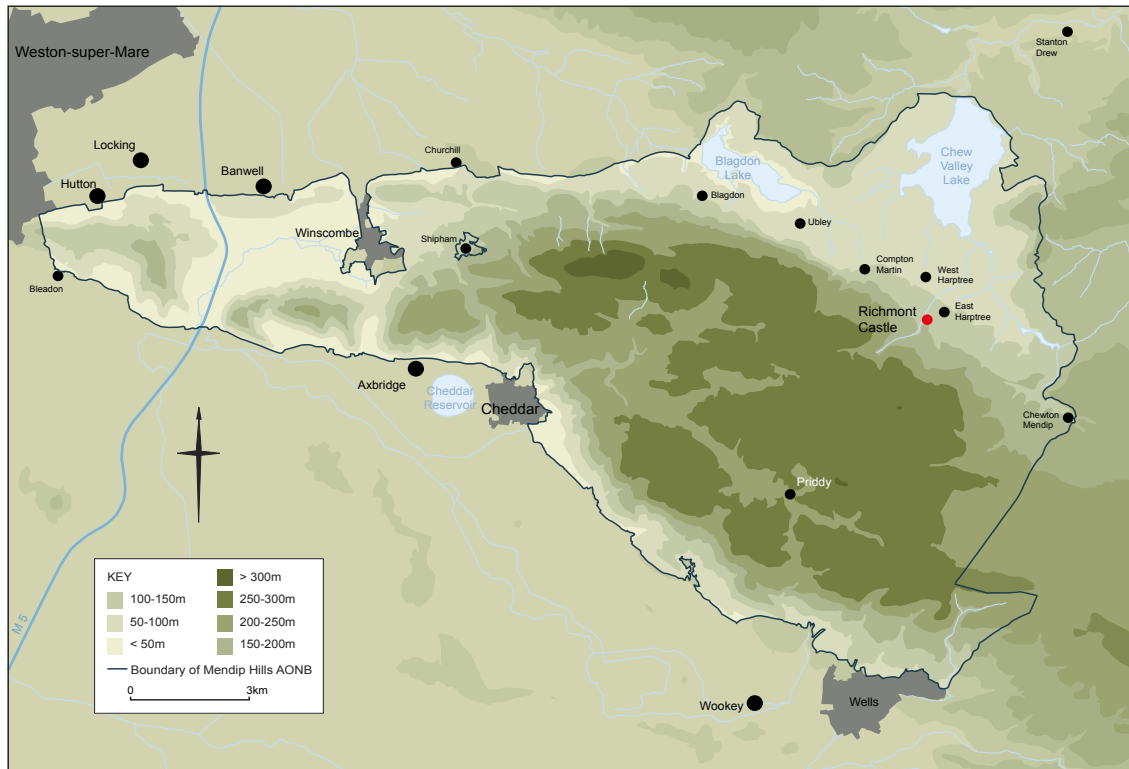 Weston-super-Mare
Stanton
Drew
Locking
Churchill
Banwell
Hutton
Blagdon
Lake
Chew
Valley
Lake
Blagdon
Ubley
Winscombe
Shipham
Compton
Martin
West
Harptree
Bleadon
Richmont
Castle
East
Harptree
Axbridge
Cheddar
Reservoir
Cheddar
Chewton
Mendip
Priddy
M 5
KEY
> 300m
100-150m
250-300m
50-100m
200-250m
< 50m
150-200m
Boundary of Mendip Hills AONB
0
3km
Wookey
Wells